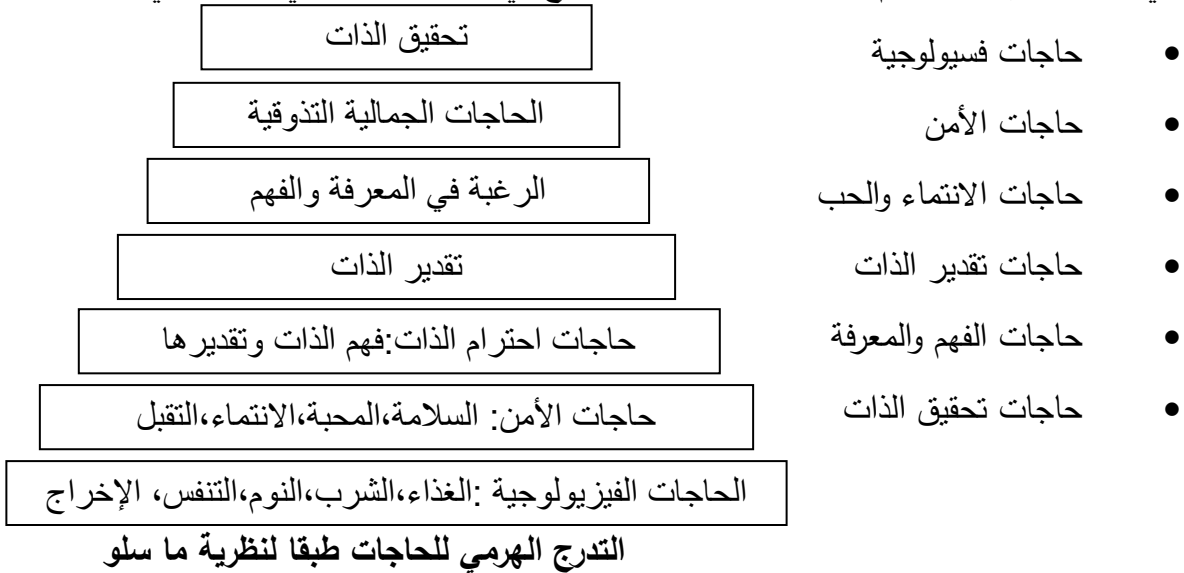 • حاجات فسيولوجية
• حاجات الأمن
• حاجات الانتماء والحب
• حاجات تقدير الذات
• حاجات الفهم والمعرفة
• حاجات تحقيق الذات
تحقيق الذات
الحاجات الجمالية التذوقية
الرغبة في المعرفة والفهم
تقدير الذات
حاجات احترام الذات:فهم الذات وتقديرها
حاجات الأمن: السلامة،المحبة،الانتماء،التقبل
الحاجات الفيزيولوجية :الغذاء،الشرب،النوم،التنفس، الإخراج
التدرج الهرمي للحاجات طبقا لنظرية ما سلو